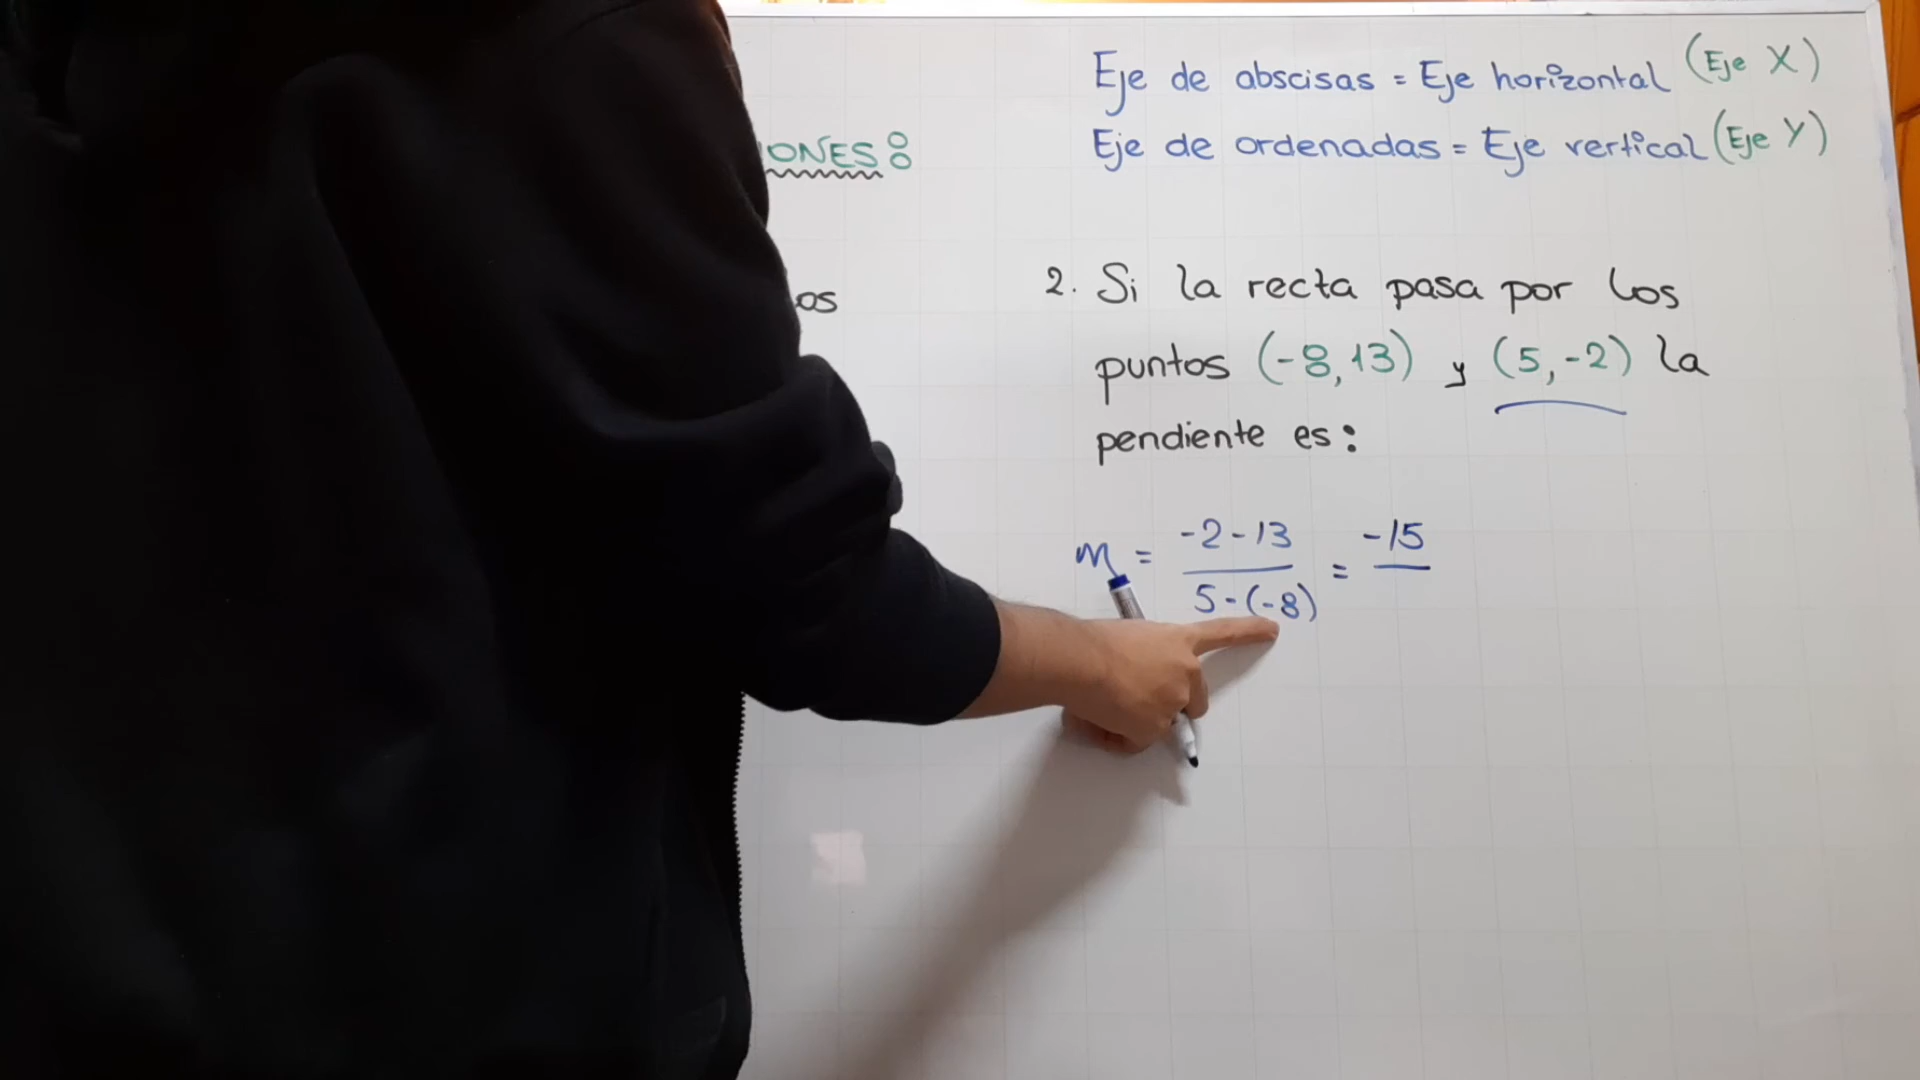 Eje de abscisas = Eje horizontal (Eje X)
Eje de ordenadas = Eje vertical (Eje Y)
ONES:
os
2. Si la recta pasa por los
puntos (-8,13) y (5,-2) la
pendiente es:
m = -2-13 / 5-(-8) = -15